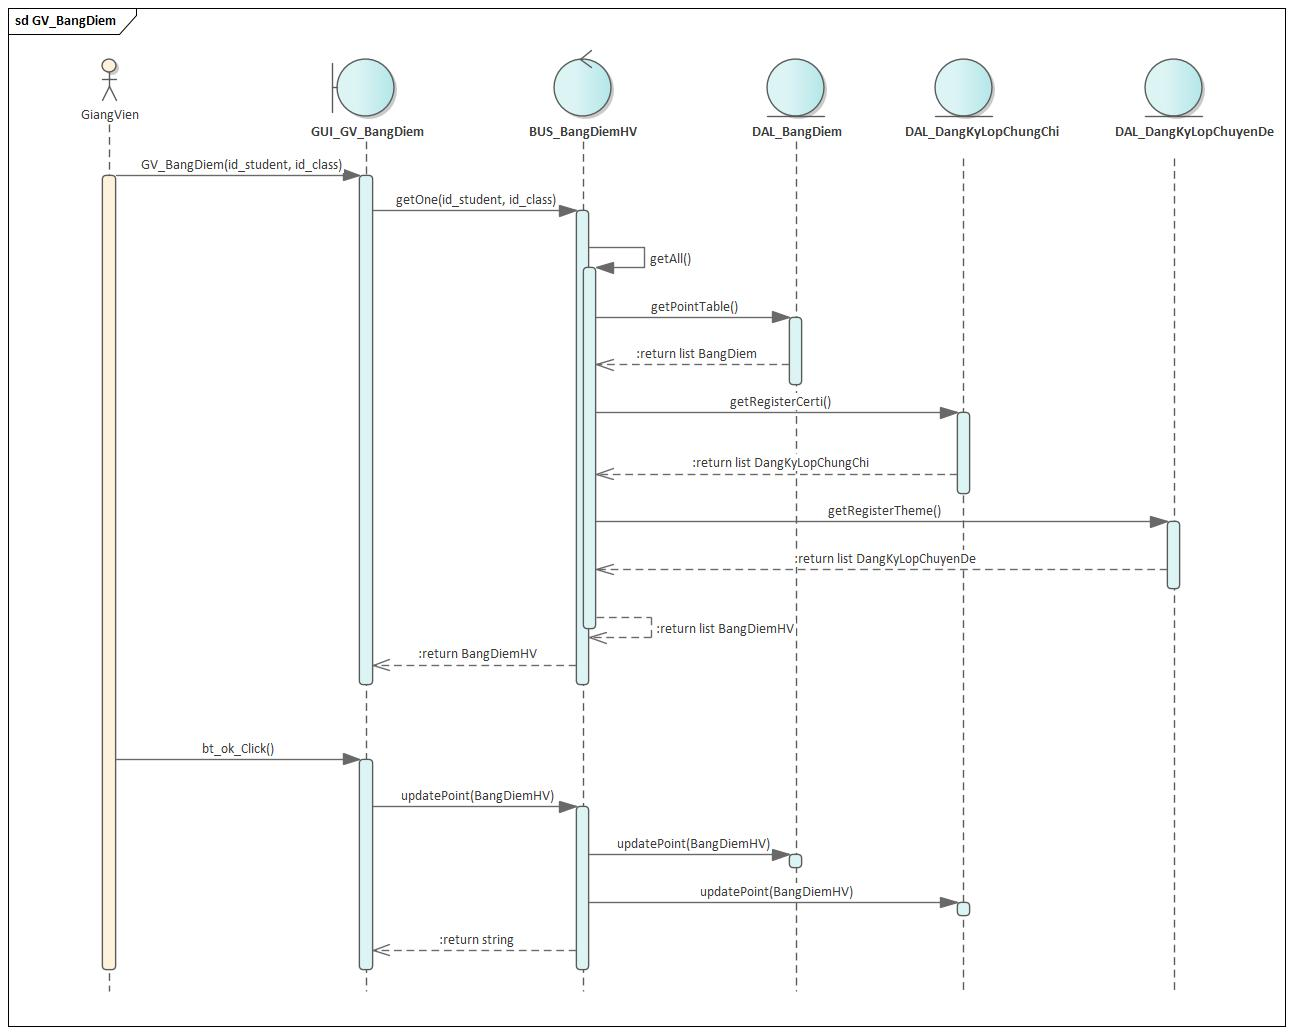 sd GV_BangDiem
GiangVien
GUI_GV_BangDiem
BUS_BangDiemHV
DAL_BangDiem
DAL_DangKyLopChungChi
DAL_DangKyLopChuyenDe
GV_BangDiem(id_student, id_class)
getOne(id_student, id_class)
getAll()
getPointTable()
:return list BangDiem
getRegisterCerti()
:return list DangKyLopChungChi
getRegisterTheme()
:return list DangKyLopChuyenDe
:return list BangDiemHV
:return BangDiemHV
bt_ok_Click()
updatePoint(BangDiemHV)
updatePoint(BangDiemHV)
updatePoint(BangDiemHV)
:return string